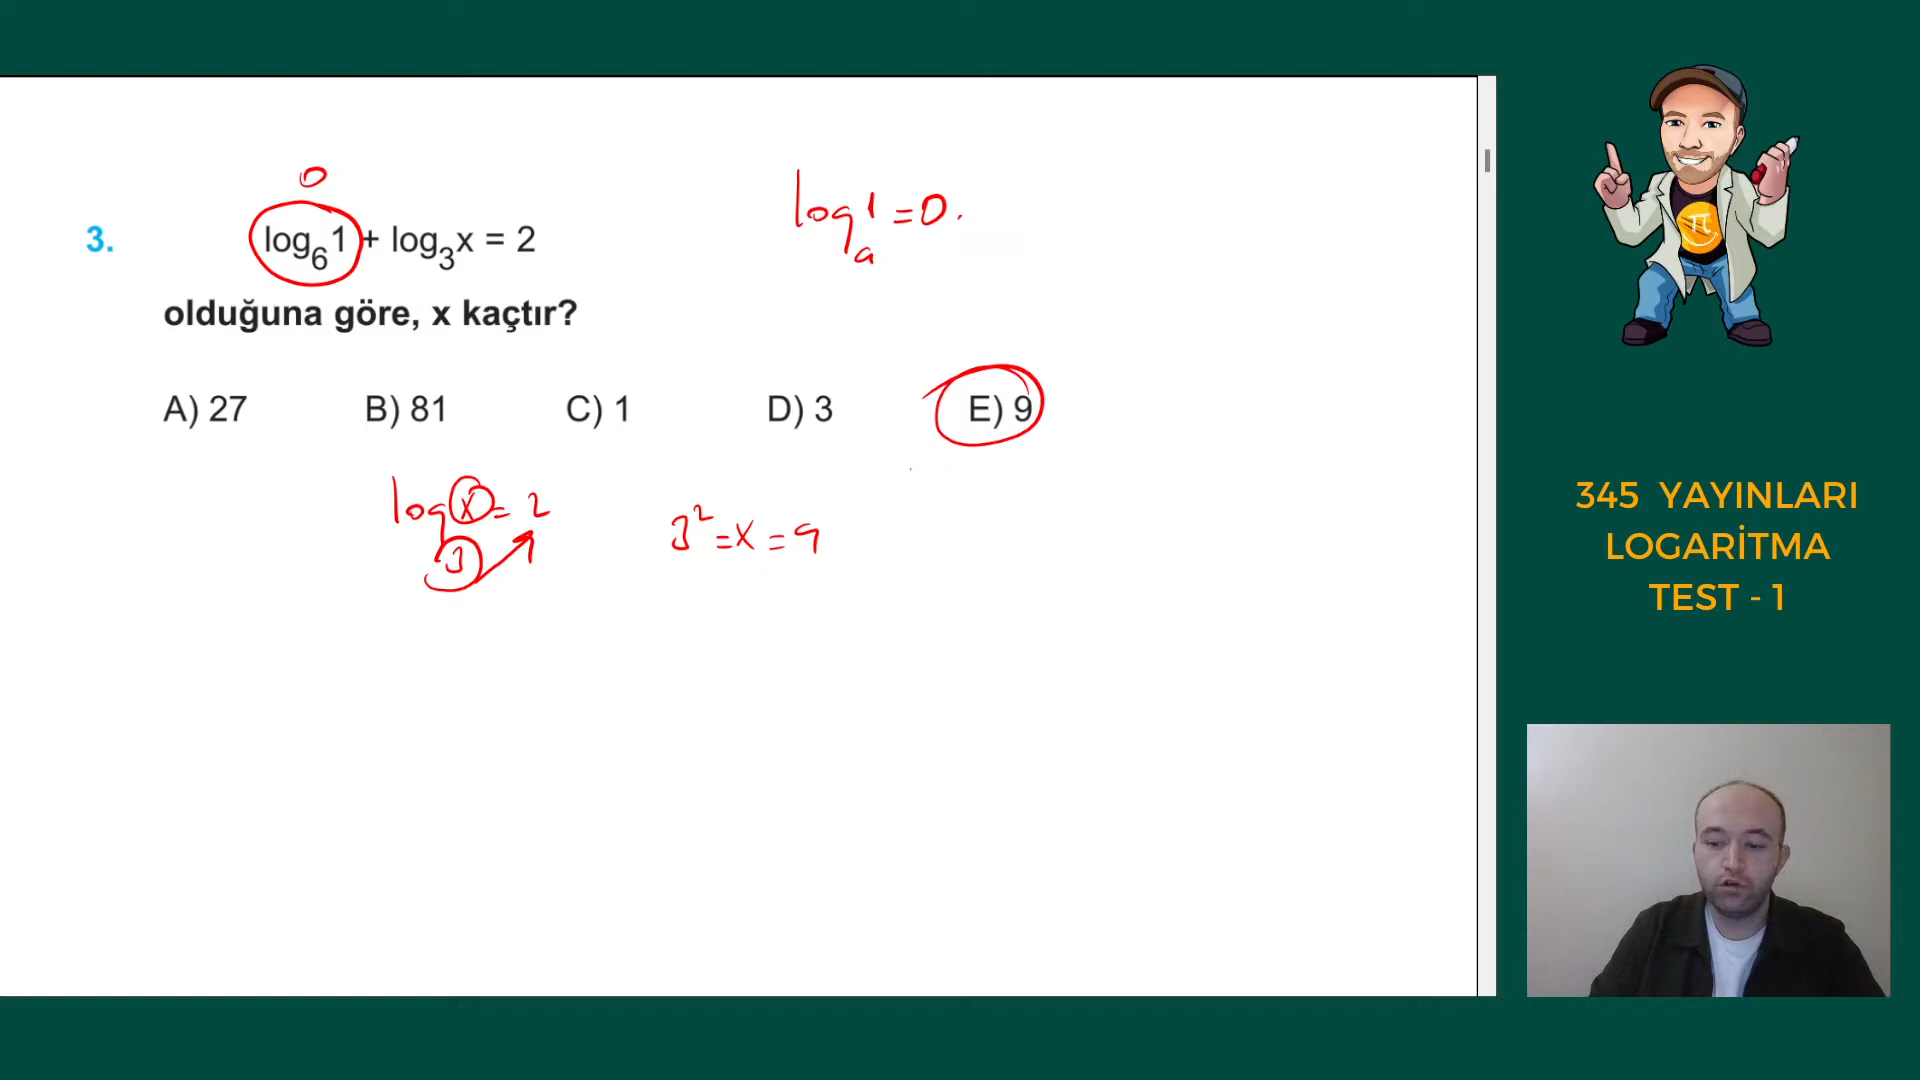 0
3. log₆1 + log₃x = 2
logₐ1 = 0.
olduğuna göre, x kaçtır?
A) 27 B) 81 C) 1 D) 3 E) 9
log₃x = 2
3² = x = 9
π
345 YAYINLARI
LOGARİTMA
TEST - 1